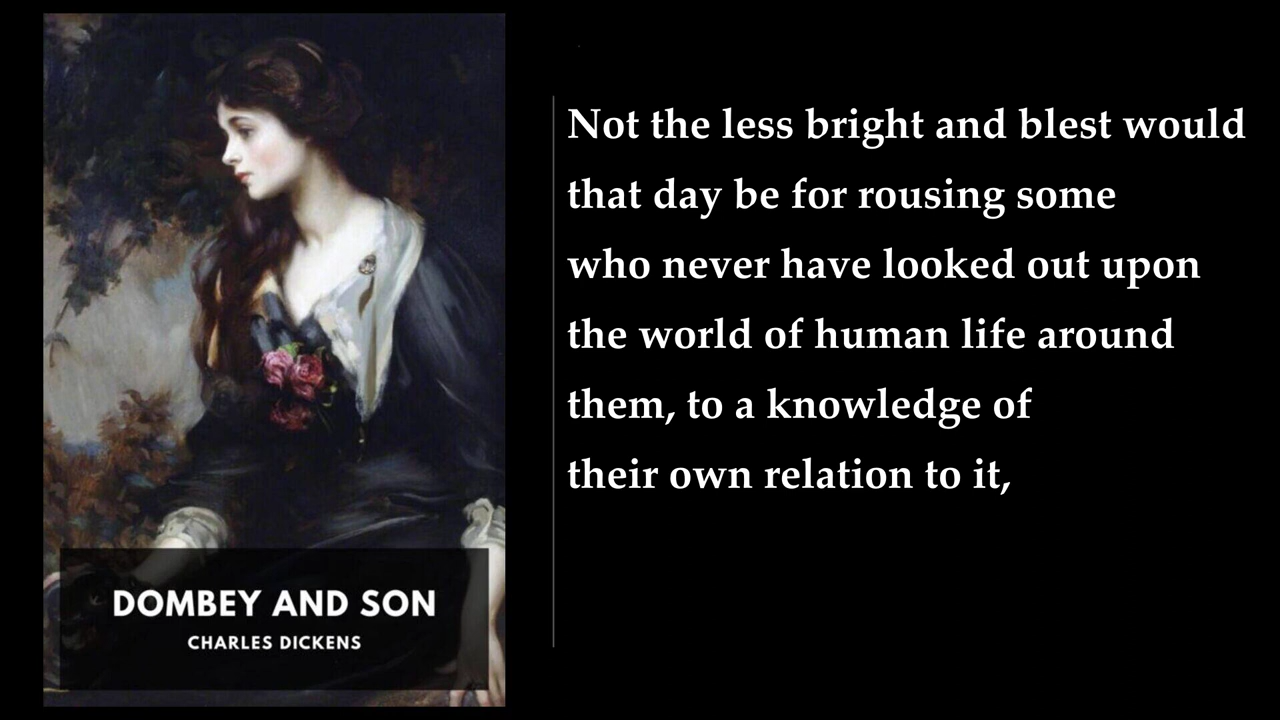 DOMBEY AND SON
CHARLES DICKENS
Not the less bright and blest would
that day be for rousing some
who never have looked out upon
the world of human life around
them, to a knowledge of
their own relation to it,